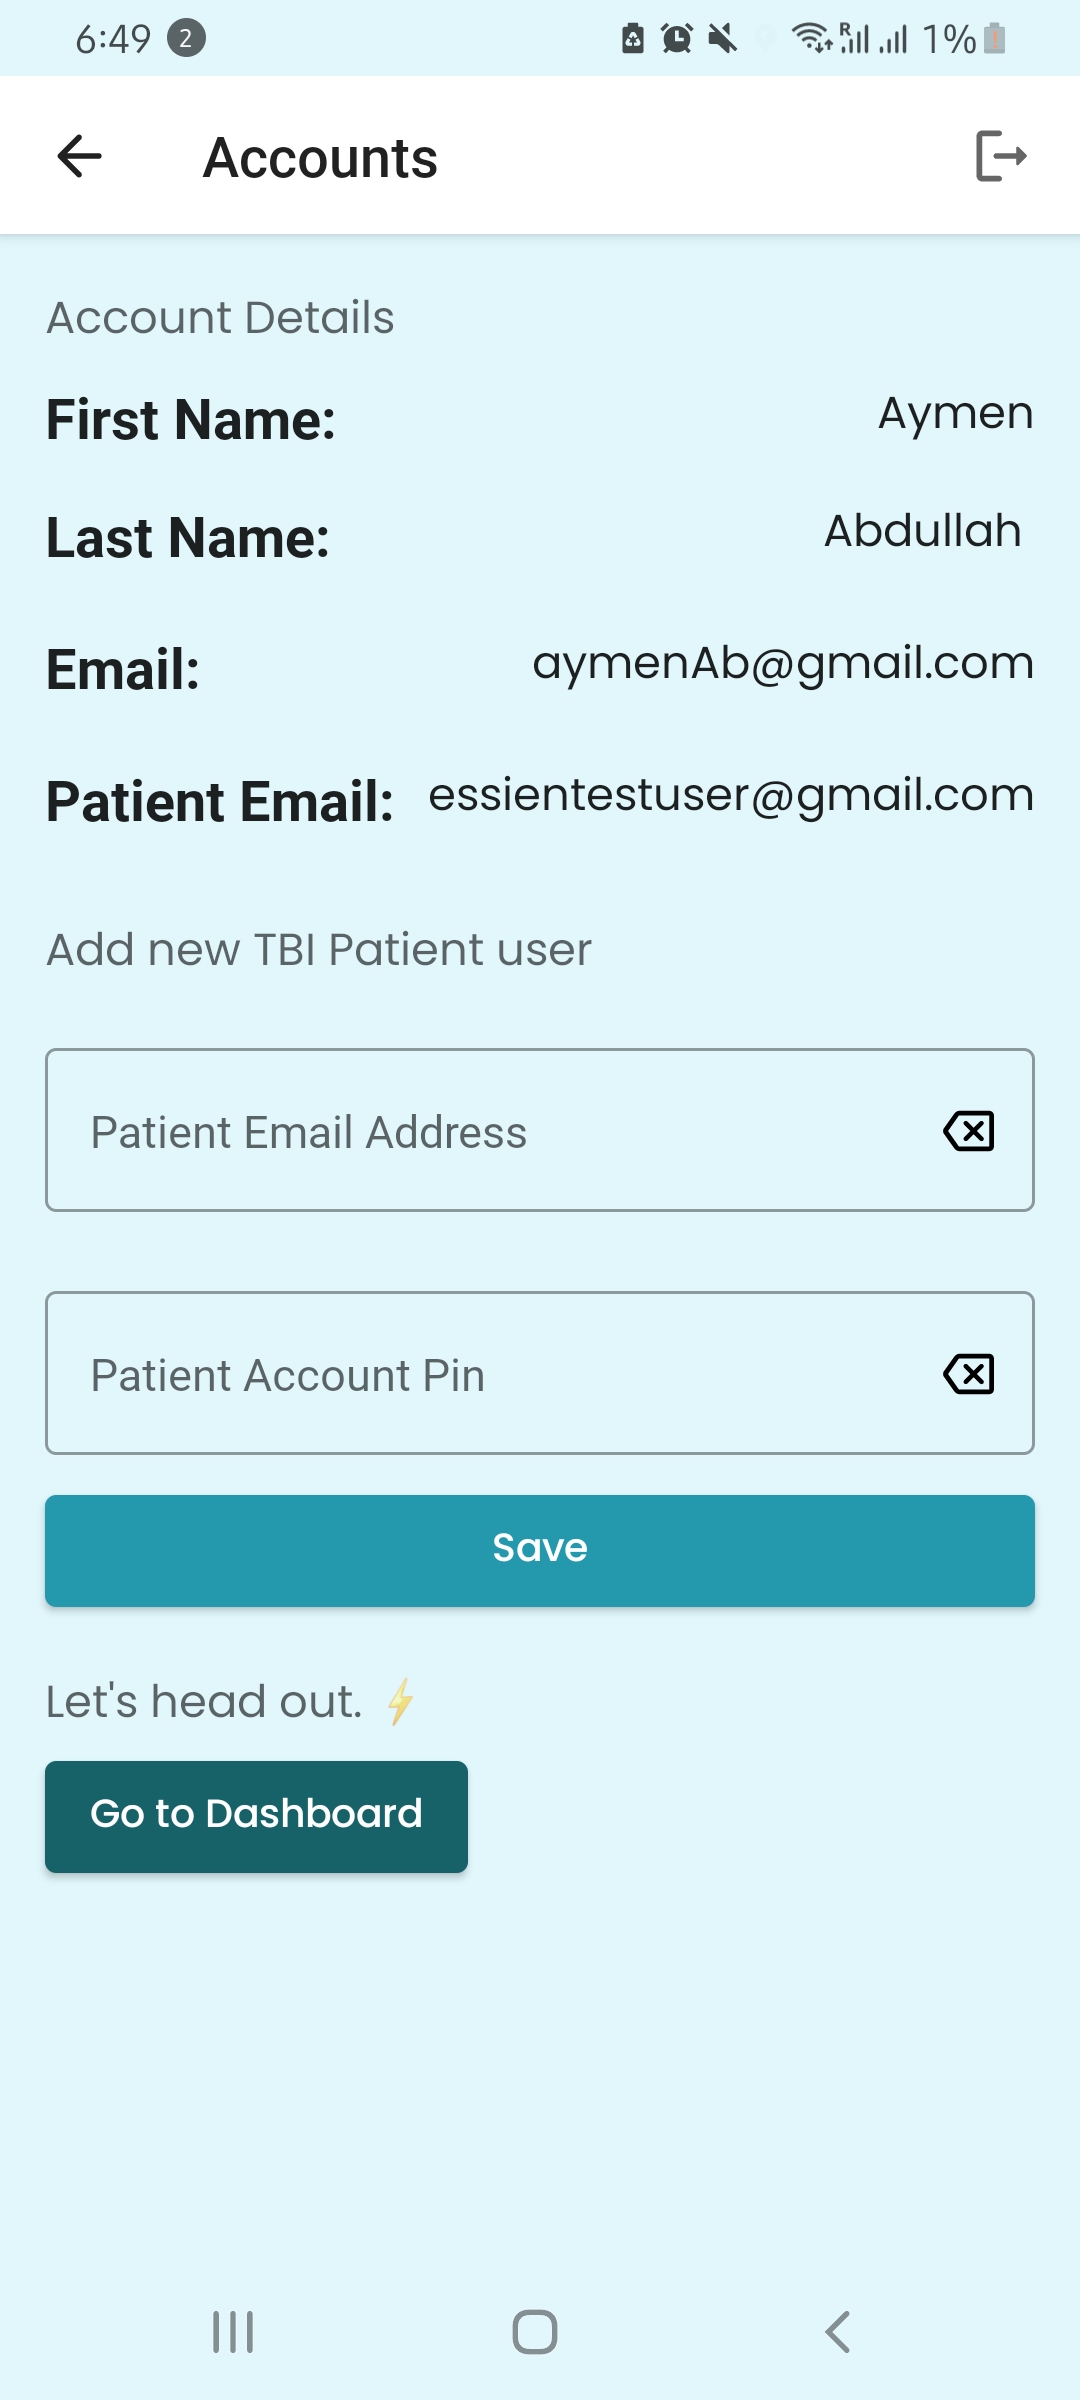 6:49 2 R 1%
Accounts
Account Details
First Name: Aymen
Last Name: Abdullah
Email: aymenAb@gmail.com
Patient Email: essientestuser@gmail.com
Add new TBI Patient user
Patient Email Address
Patient Account Pin
Save
Let's head out. ⚡
Go to Dashboard